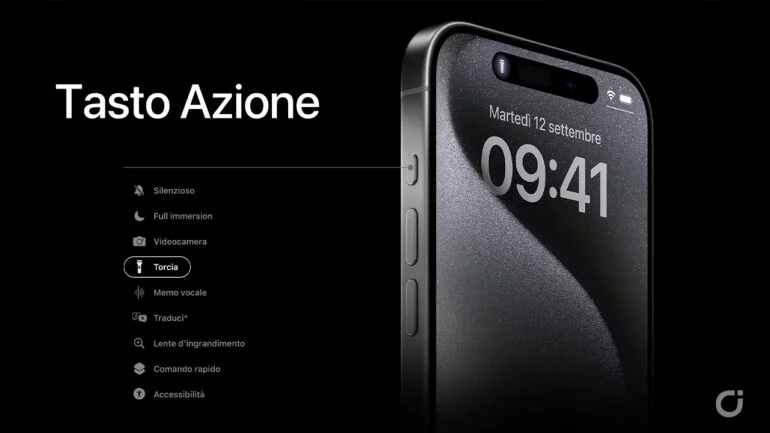 Tasto Azione
Silenzioso
Full immersion
Videocamera
Torcia
Memo vocale
Traduci*
Lente d'ingrandimento
Comando rapido
Accessibilità
Martedì 12 settembre
09:41